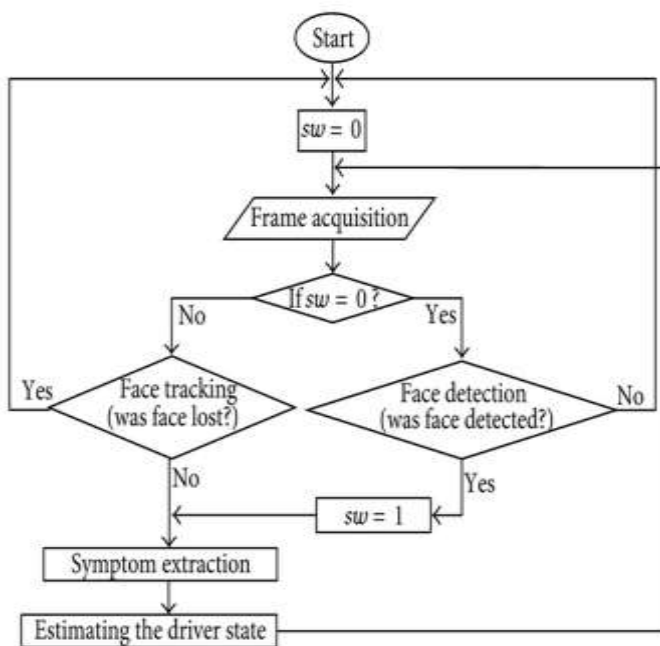 Start
sw = 0
Frame acquisition
If sw = 0 ?
No
Yes
Yes
Face tracking
(was face lost?)
Face detection
(was face detected?)
No
No
Yes
sw = 1
Symptom extraction
Estimating the driver state